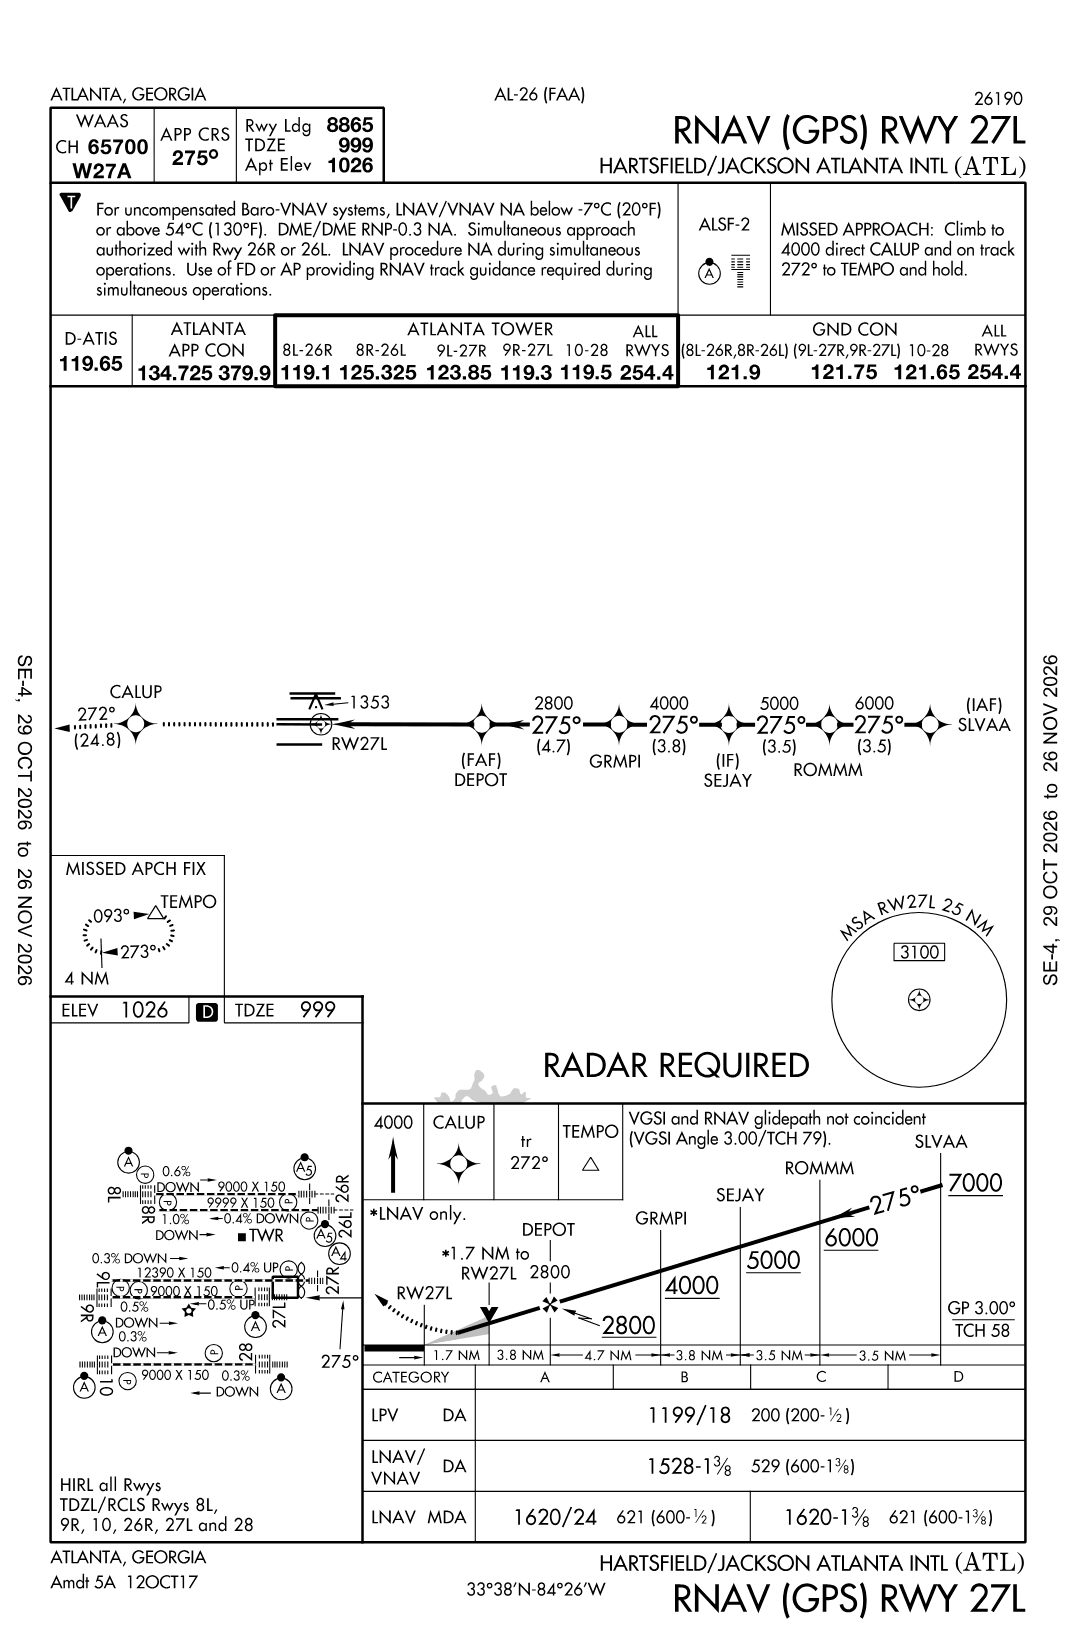 ATLANTA, GEORGIA
AL-26 (FAA)
26190
WAAS
CH 65700
W27A
APP CRS
275°
Rwy Ldg 8865
TDZE 999
Apt Elev 1026
RNAV (GPS) RWY 27L
HARTSFIELD/JACKSON ATLANTA INTL (ATL)
T
For uncompensated Baro-VNAV systems, LNAV/VNAV NA below -7°C (20°F)
or above 54°C (130°F). DME/DME RNP-0.3 NA. Simultaneous approach
authorized with Rwy 26R or 26L. LNAV procedure NA during simultaneous
operations. Use of FD or AP providing RNAV track guidance required during
simultaneous operations.
ALSF-2
A
MISSED APPROACH: Climb to
4000 direct CALUP and on track
272° to TEMPO and hold.
D-ATIS
119.65
ATLANTA
APP CON
134.725 379.9
ATLANTA TOWER
8L-26R 8R-26L 9L-27R 9R-27L 10-28 ALL RWYS
119.1 125.325 123.85 119.3 119.5 254.4
GND CON
(8L-26R,8R-26L) (9L-27R,9R-27L) 10-28 ALL RWYS
121.9 121.75 121.65 254.4
SE-4, 29 OCT 2026 to 26 NOV 2026
SE-4, 29 OCT 2026 to 26 NOV 2026
CALUP
272°
(24.8)
1353
RW27L
(FAF)
DEPOT
2800
275°
(4.7)
GRMPI
4000
275°
(3.8)
(IF)
SEJAY
5000
275°
(3.5)
ROMMM
6000
275°
(3.5)
(IAF)
SLVAA
MISSED APCH FIX
TEMPO
093°
273°
4 NM
MSA RW27L 25 NM
3100
ELEV 1026
D
TDZE 999
RADAR REQUIRED
A
P
0.6%
DOWN
9000 X 150
A5
8L
26R
P
9999 X 150
P
8R
1.0%
DOWN
0.4% DOWN
P
26L
A5
TWR
A4
0.3% DOWN
0.4% UP
P
12390 X 150
9L
27R
P
P
9000 X 150
P
9R
0.5%
DOWN
0.5% UP
27L
A
A
0.3%
DOWN
P
28
275°
9000 X 150
0.3%
DOWN
10
P
A
A
HIRL all Rwys
TDZL/RCLS Rwys 8L,
9R, 10, 26R, 27L and 28
4000
CALUP
tr
272°
TEMPO
VGSI and RNAV glidepath not coincident
(VGSI Angle 3.00/TCH 79).
SLVAA
7000
275°
ROMMM
6000
SEJAY
5000
GRMPI
4000
DEPOT
2800
2800
*LNAV only.
*1.7 NM to
RW27L
RW27L
GP 3.00°
TCH 58
1.7 NM 3.8 NM 4.7 NM 3.8 NM 3.5 NM 3.5 NM
CATEGORY A B C D
LPV DA 1199/18 200 (200-½)
LNAV/
VNAV DA 1528-1⅜ 529 (600-1⅜)
LNAV MDA 1620/24 621 (600-½) 1620-1⅜ 621 (600-1⅜)
ATLANTA, GEORGIA
Amdt 5A 12OCT17
33°38'N-84°26'W
HARTSFIELD/JACKSON ATLANTA INTL (ATL)
RNAV (GPS) RWY 27L